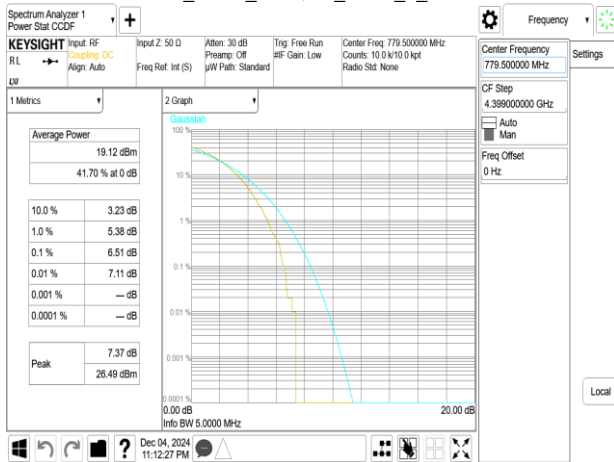 Spectrum Analyzer 1
Power Stat CCDF
Frequency
KEYSIGHT
RL
LXI
Input: RF
Coupling: DC
Align: Auto
Input Z: 50 Ω
Freq Ref: Int (S)
Atten: 30 dB
Preamp: Off
µW Path: Standard
Trig: Free Run
#IF Gain: Low
Center Freq: 779.500000 MHz
Counts: 10.0 k/10.0 kpt
Radio Std: None
Center Frequency
779.500000 MHz
Settings
CF Step
4.399000000 GHz
Auto
Man
Freq Offset
0 Hz
1 Metrics
Average Power
19.12 dBm
41.70 % at 0 dB
10.0 % 3.23 dB
1.0 % 5.38 dB
0.1 % 6.51 dB
0.01 % 7.11 dB
0.001 % --- dB
0.0001 % --- dB
Peak
7.37 dB
26.49 dBm
2 Graph
Gaussian
100 %
10 %
1 %
0.1 %
0.01 %
0.001 %
0.0001 %
0.00 dB 20.00 dB
Info BW 5.0000 MHz
Local
? Dec 04, 2024
11:12:27 PM